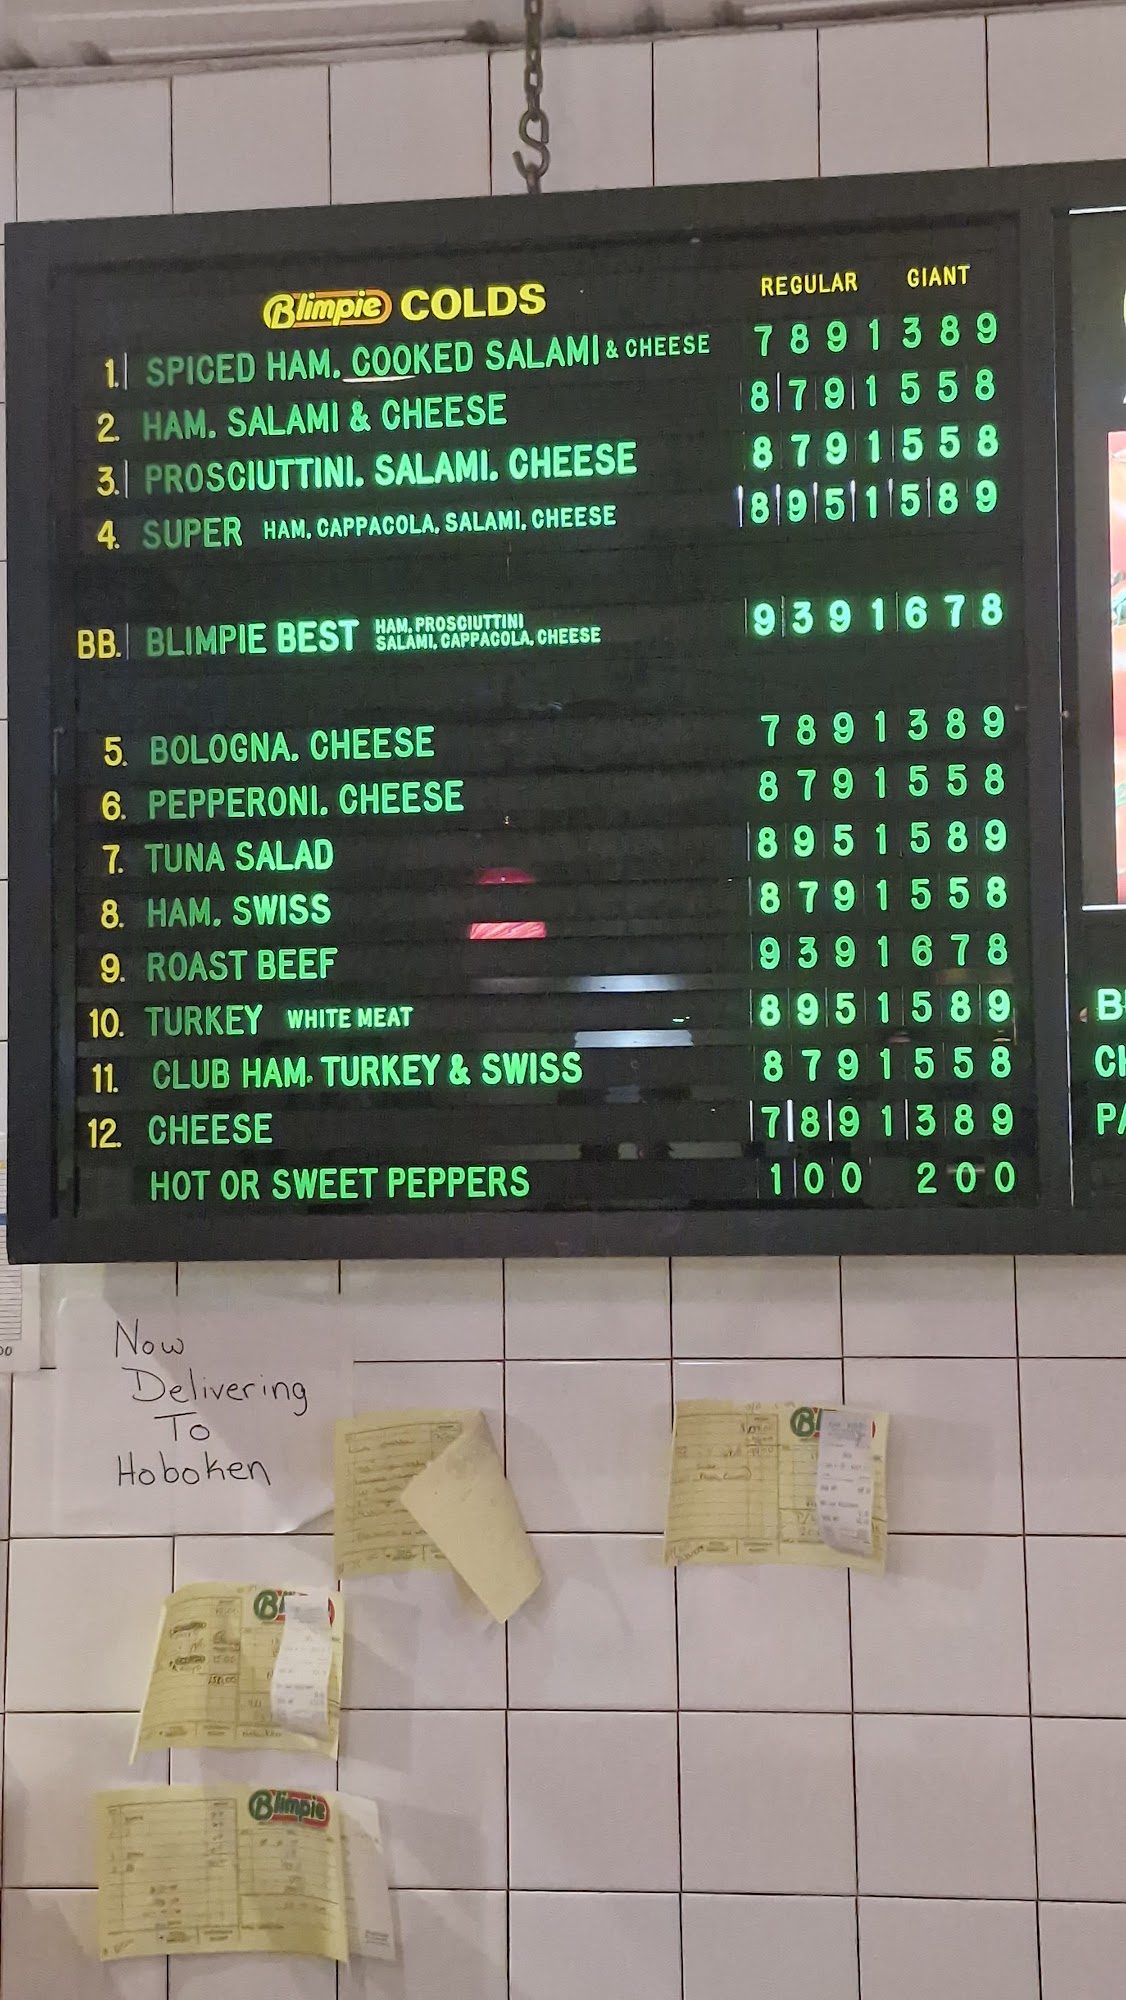 Blimpie COLDS REGULAR GIANT
1. SPICED HAM. COOKED SALAMI & CHEESE 789 1389
2. HAM. SALAMI & CHEESE 879 1558
3. PROSCIUTTINI. SALAMI. CHEESE 879 1558
4. SUPER HAM, CAPPACOLA, SALAMI, CHEESE 895 1589
BB. BLIMPIE BEST HAM, PROSCIUTTINI
SALAMI, CAPPACOLA, CHEESE 939 1678
5. BOLOGNA. CHEESE 789 1389
6. PEPPERONI. CHEESE 879 1558
7. TUNA SALAD 895 1589
8. HAM. SWISS 879 1558
9. ROAST BEEF 939 1678
10. TURKEY WHITE MEAT 895 1589
11. CLUB HAM. TURKEY & SWISS 879 1558
12. CHEESE 789 1389
HOT OR SWEET PEPPERS 100 200
Now
Delivering
To
Hoboken
Blimpie